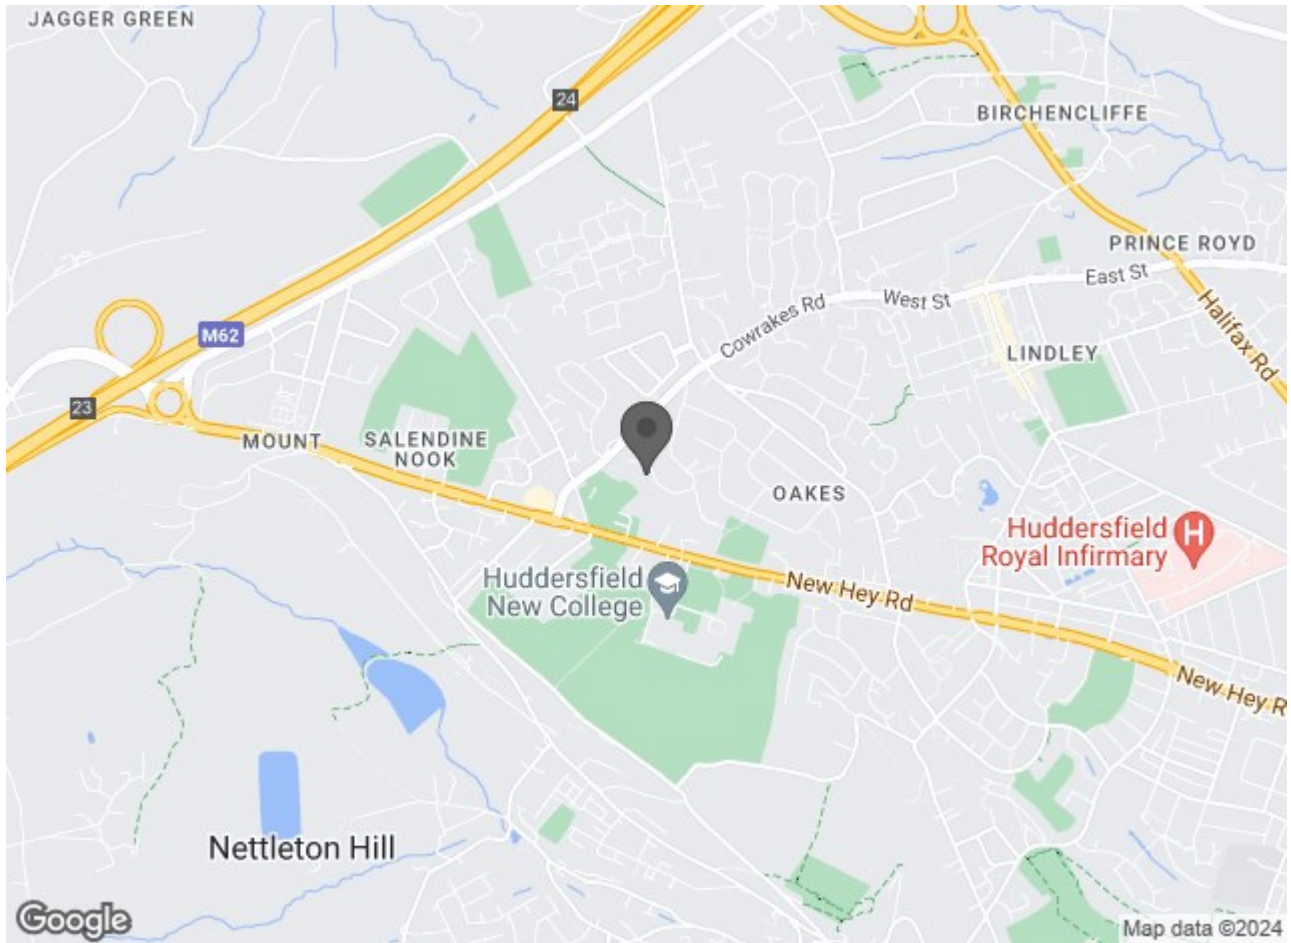 JAGGER GREEN
24
BIRCHENCLIFFE
PRINCE ROYD
East St
West St
Cowrakes Rd
Halifax Rd
M62
LINDLEY
23
MOUNT
SALENDINE
NOOK
OAKES
Huddersfield
Royal Infirmary
H
Huddersfield
New College
New Hey Rd
New Hey R
Nettleton Hill
Google
Map data ©2024